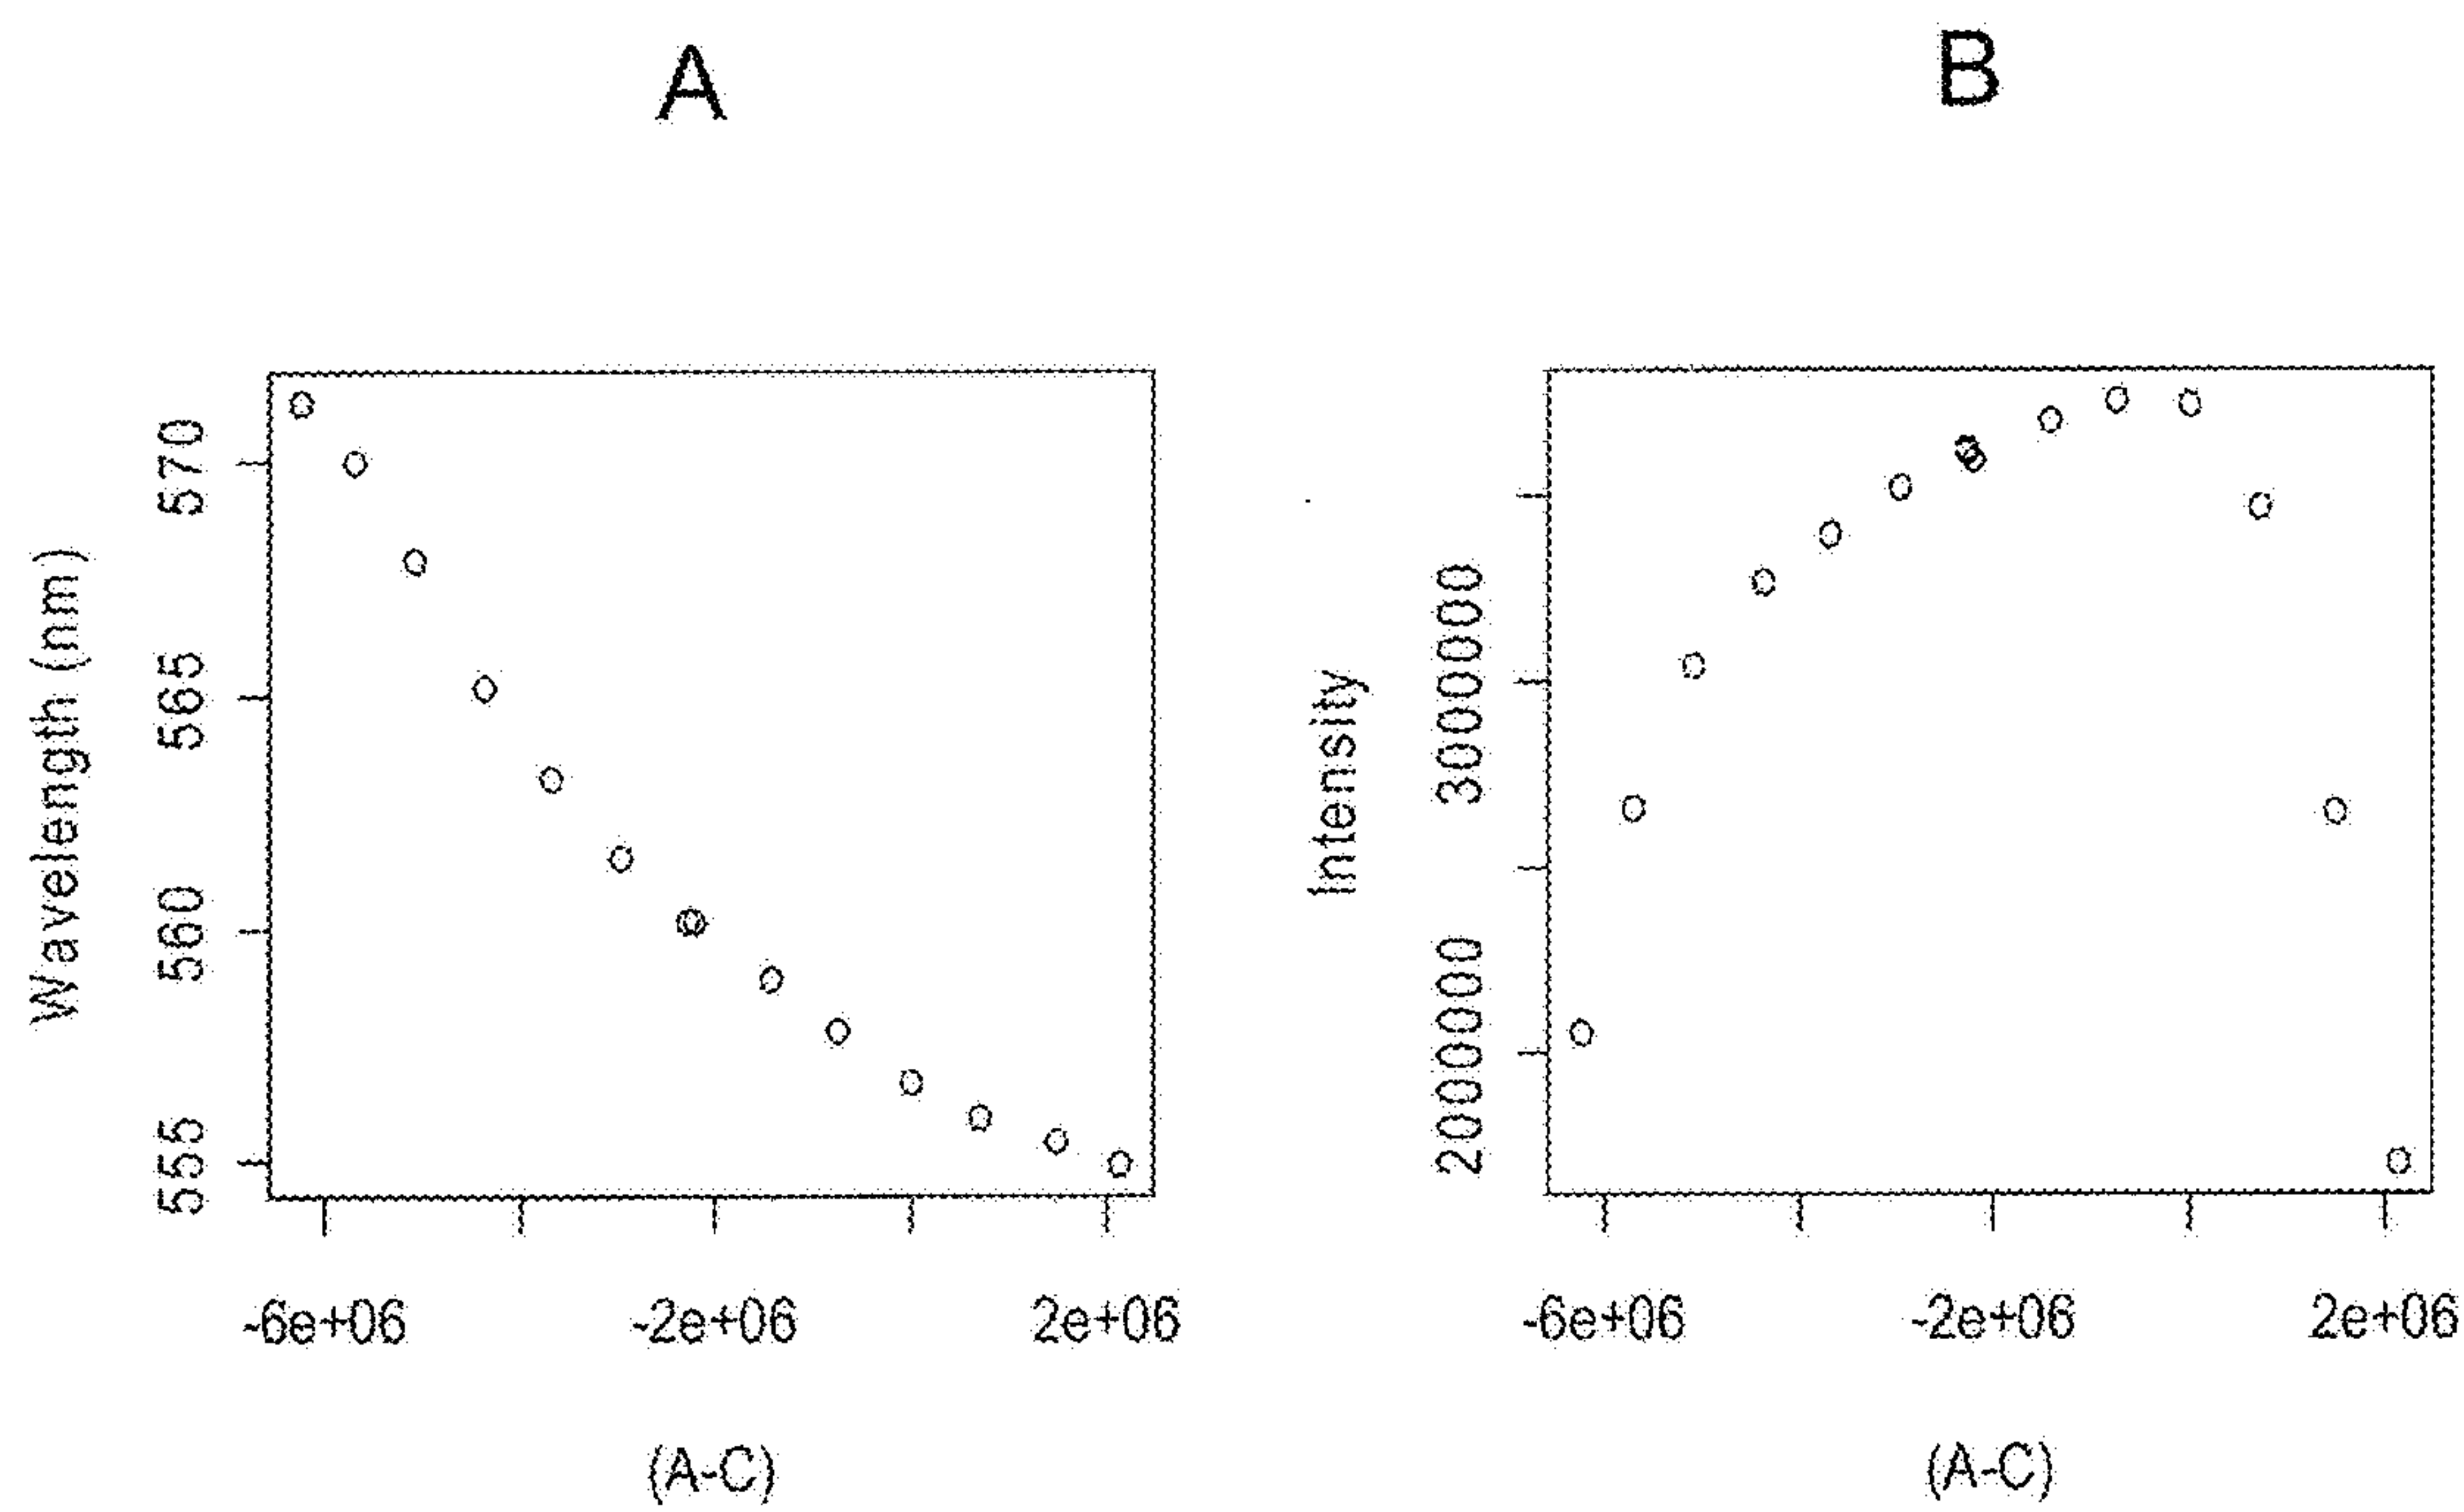 A
B
Wavelength (nm)
570
565
560
555
-6e+06
-2e+06
2e+06
(A-C)
Intensity
3000000
2000000
-6e+06
-2e+06
2e+06
(A-C)